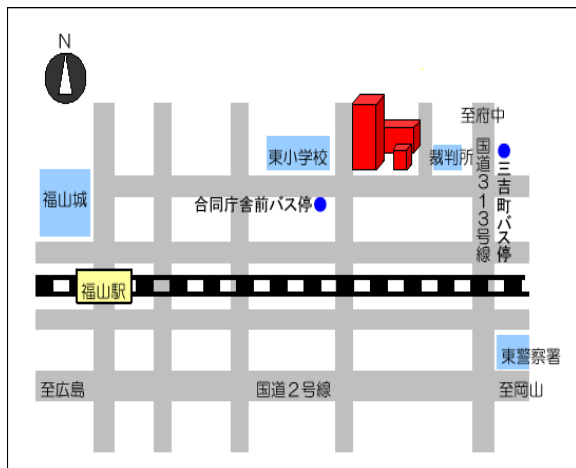 N
至府中
東小学校
裁判所
国道313号線
三吉町バス停
福山城
合同庁舎前バス停
福山駅
東警察署
至広島
国道2号線
至岡山